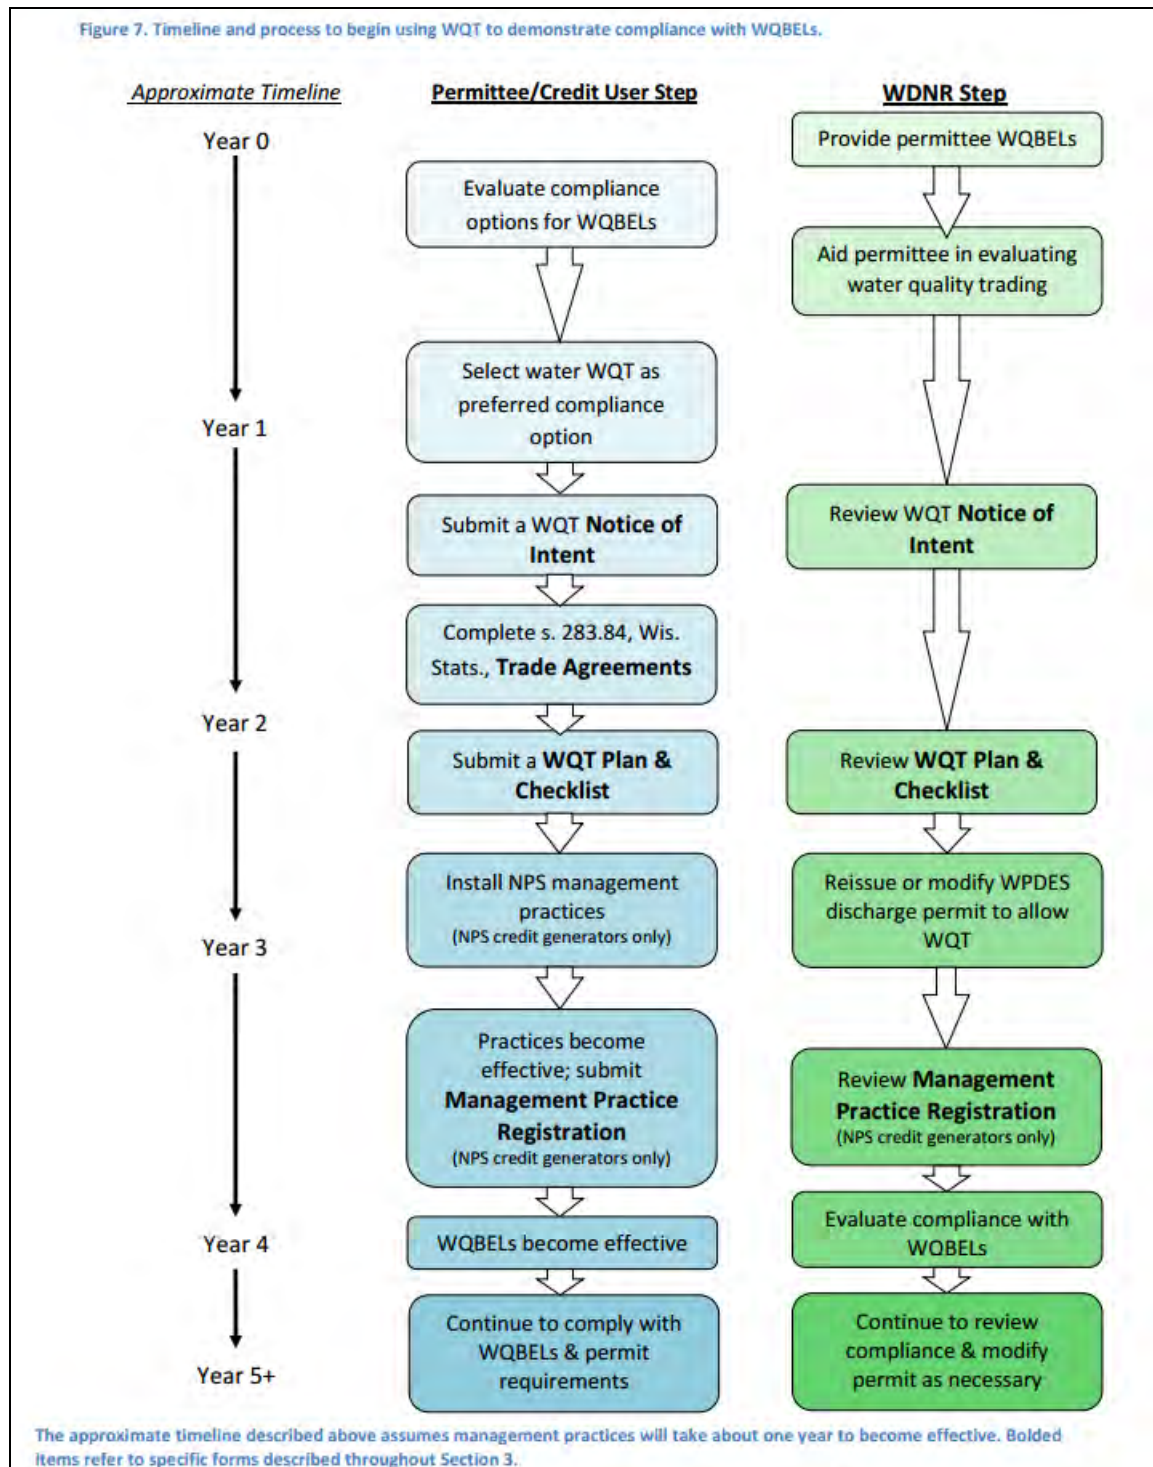 Figure 7. Timeline and process to begin using WQT to demonstrate compliance with WQBELs.
Approximate Timeline
Permittee/Credit User Step
WDNR Step
Year 0
Provide permittee WQBELs
Evaluate compliance
options for WQBELs
Aid permittee in evaluating
water quality trading
Select water WQT as
preferred compliance
option
Year 1
Submit a WQT Notice of
Intent
Review WQT Notice of
Intent
Complete s. 283.84, Wis.
Stats., Trade Agreements
Year 2
Submit a WQT Plan &
Checklist
Review WQT Plan &
Checklist
Install NPS management
practices
(NPS credit generators only)
Reissue or modify WPDES
discharge permit to allow
WQT
Year 3
Practices become
effective; submit
Management Practice
Registration
(NPS credit generators only)
Review Management
Practice Registration
(NPS credit generators only)
Year 4
WQBELs become effective
Evaluate compliance with
WQBELs
Continue to comply with
WQBELs & permit
requirements
Continue to review
compliance & modify
permit as necessary
Year 5+
The approximate timeline described above assumes management practices will take about one year to become effective. Bolded
items refer to specific forms described throughout Section 3.